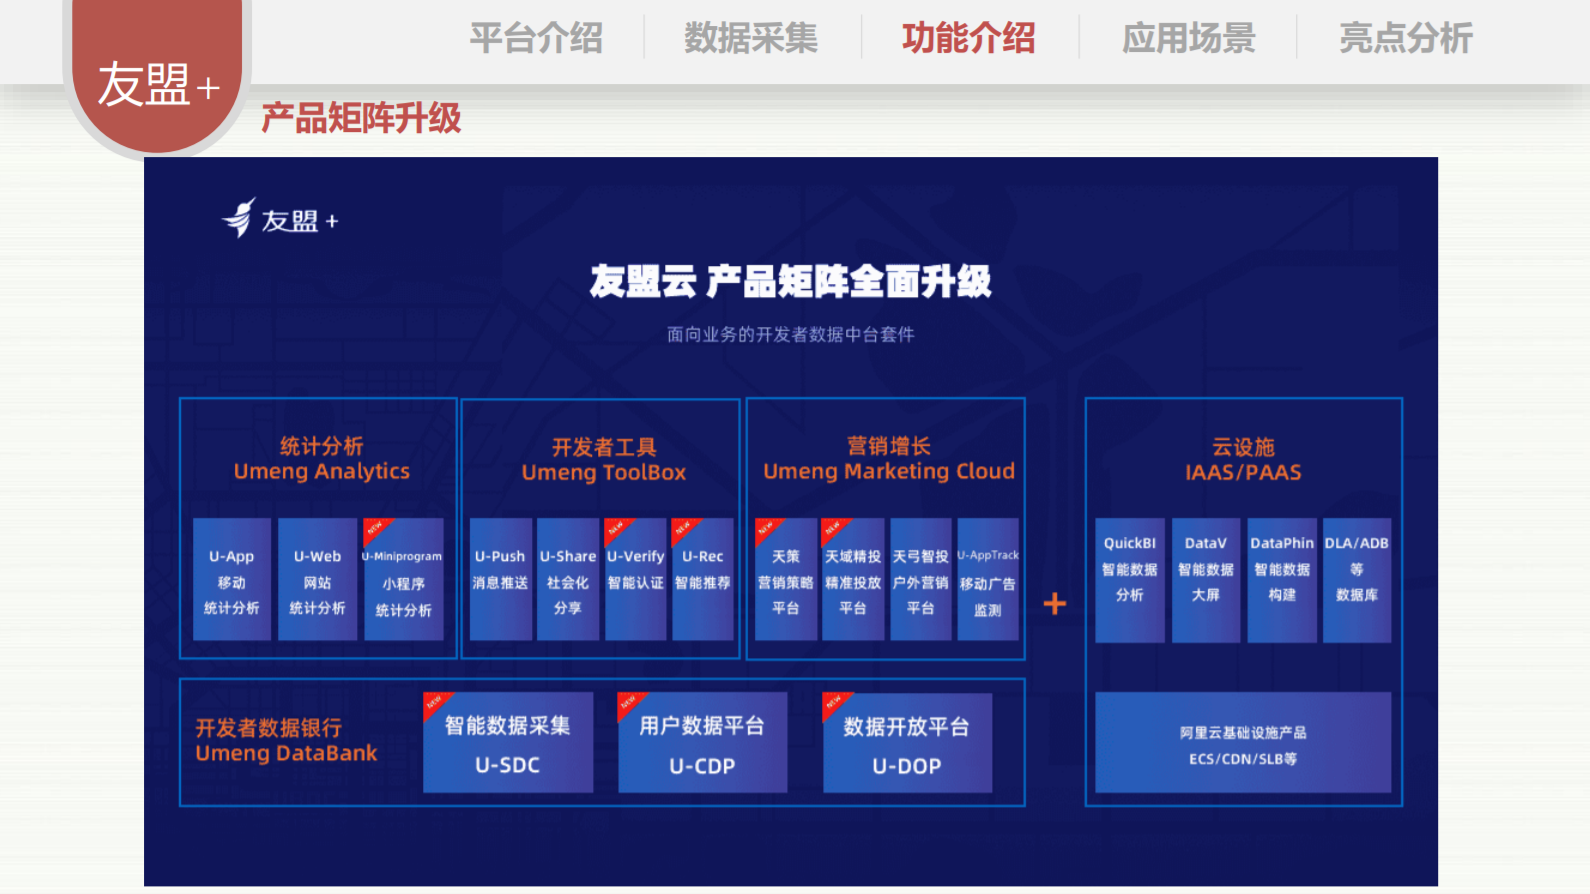 平台介绍
数据采集
功能介绍
应用场景
亮点分析
友盟+
产品矩阵升级
友盟+
友盟云 产品矩阵全面升级
面向业务的开发者数据中台套件
统计分析
Umeng Analytics
U-App
移动
统计分析
U-Web
网站
统计分析
NEW
U-Miniprogram
小程序
统计分析
开发者工具
Umeng ToolBox
U-Push
消息推送
U-Share
社会化
分享
NEW
U-Verify
智能认证
NEW
U-Rec
智能推荐
营销增长
Umeng Marketing Cloud
NEW
天策
营销策略
平台
NEW
天域精投
精准投放
平台
天弓智投
户外营销
平台
U-AppTrack
移动广告
监测
+
云设施
IAAS/PAAS
QuickBI
智能数据
分析
DataV
智能数据
大屏
DataPhin
智能数据
构建
DLA/ADB
等
数据库
开发者数据银行
Umeng DataBank
NEW
智能数据采集
U-SDC
NEW
用户数据平台
U-CDP
NEW
数据开放平台
U-DOP
阿里云基础设施产品
ECS/CDN/SLB等